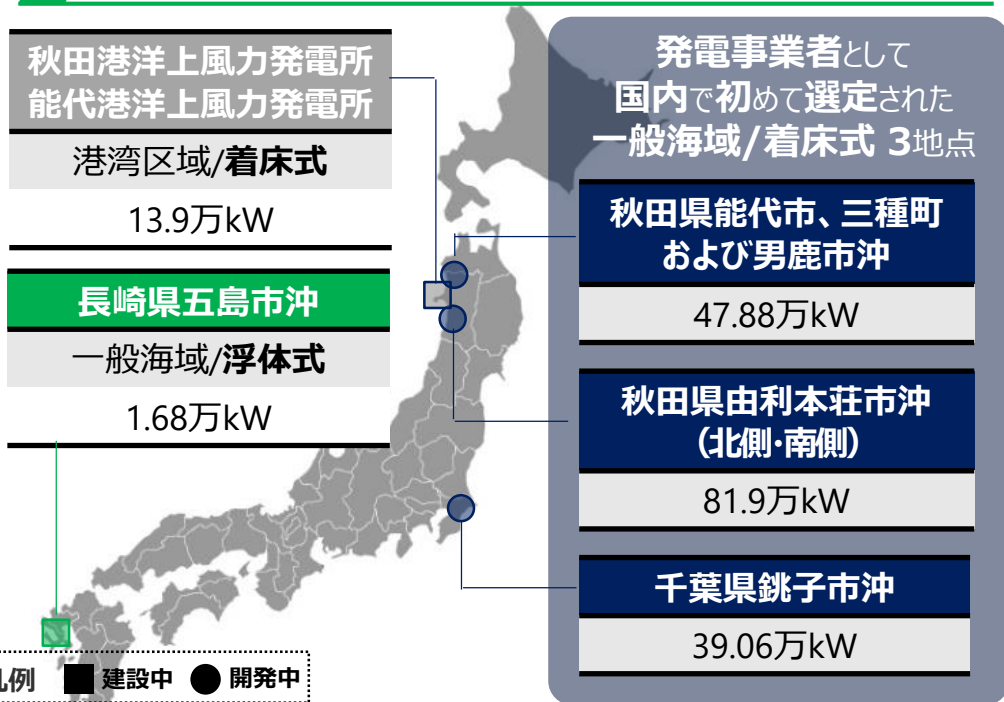 秋田港洋上風力発電所
能代港洋上風力発電所
港湾区域/着床式
13.9万kW
長崎県五島市沖
一般海域/浮体式
1.68万kW
発電事業者として
国内で初めて選定された
一般海域/着床式 3地点
秋田県能代市、三種町
および男鹿市沖
47.88万kW
秋田県由利本荘市沖
(北側・南側)
81.9万kW
千葉県銚子市沖
39.06万kW
凡例 建設中 開発中